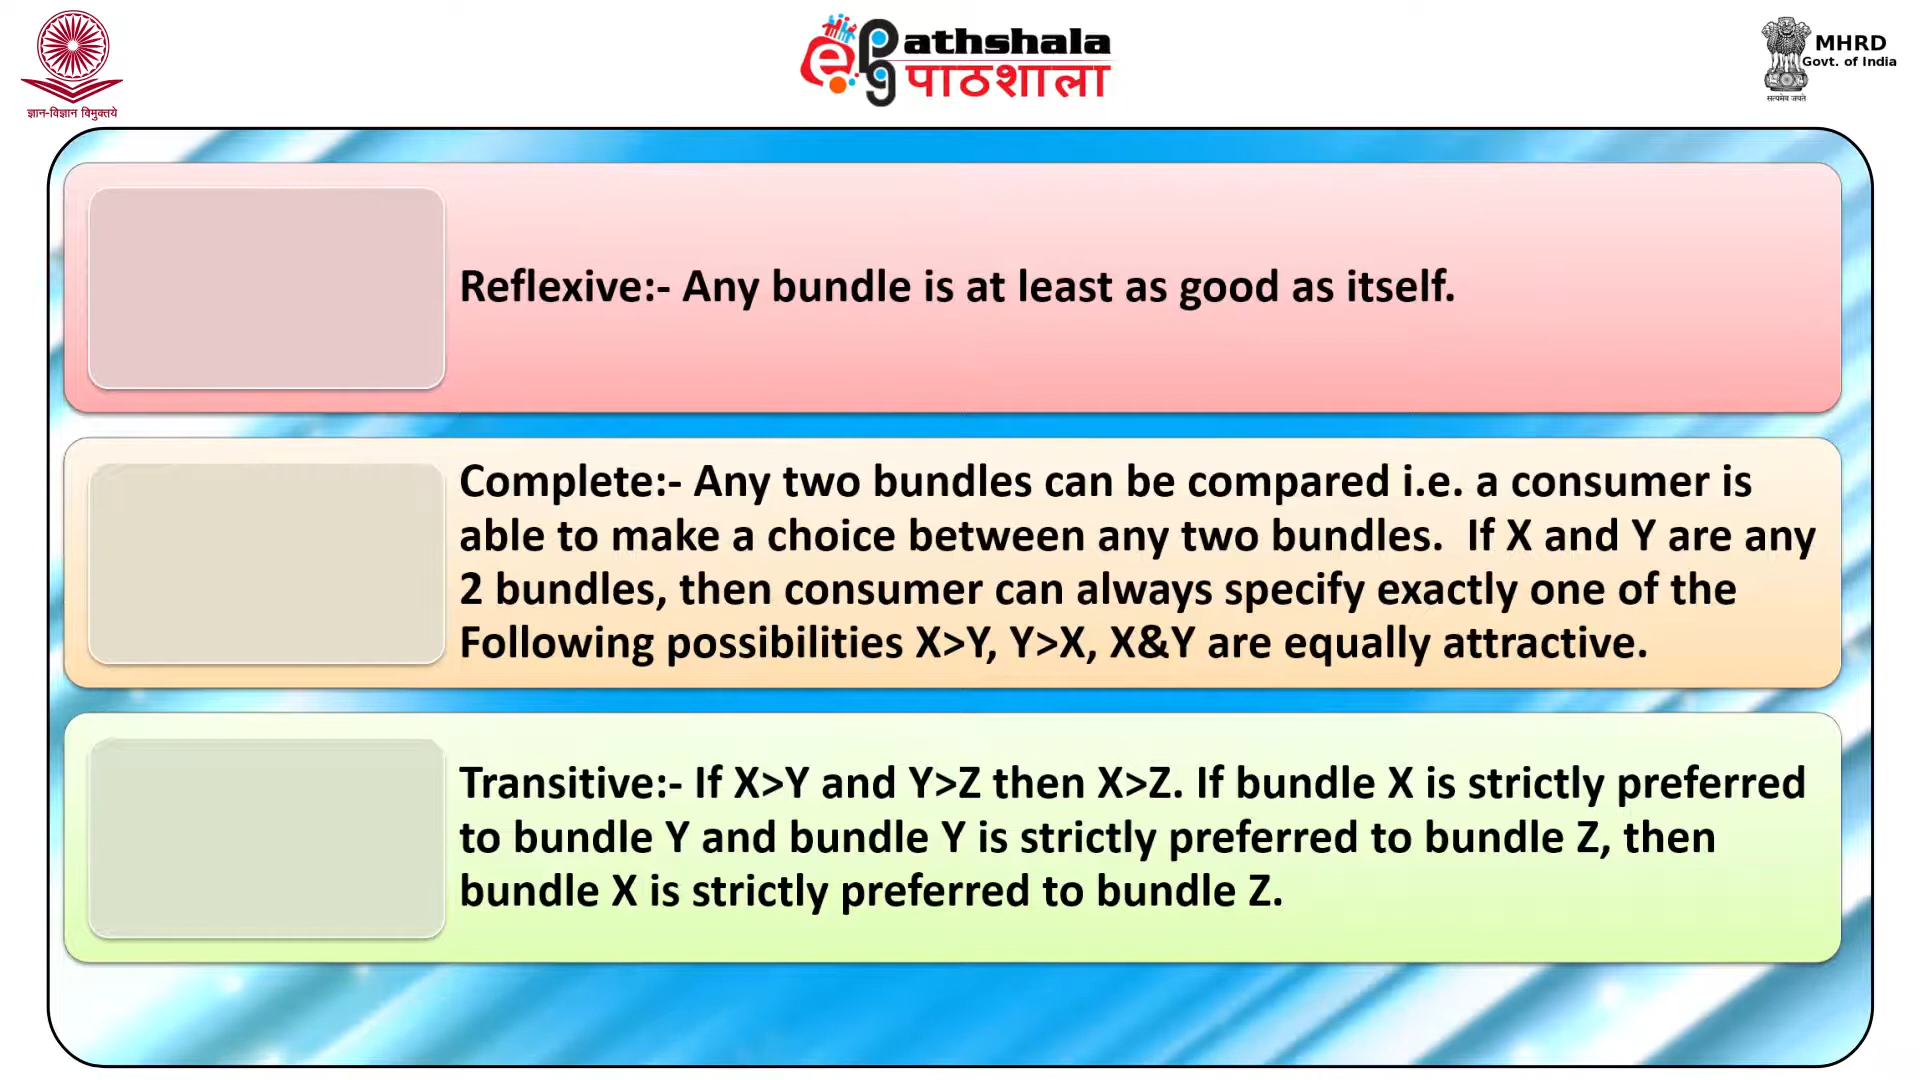 ज्ञान-विज्ञान विमुक्तये
epg
athshala
पाठशाला
MHRD
Govt. of India
सत्यमेव जयते
Reflexive:- Any bundle is at least as good as itself.
Complete:- Any two bundles can be compared i.e. a consumer is
able to make a choice between any two bundles.  If X and Y are any
2 bundles, then consumer can always specify exactly one of the
Following possibilities X>Y, Y>X, X&Y are equally attractive.
Transitive:- If X>Y and Y>Z then X>Z. If bundle X is strictly preferred
to bundle Y and bundle Y is strictly preferred to bundle Z, then
bundle X is strictly preferred to bundle Z.